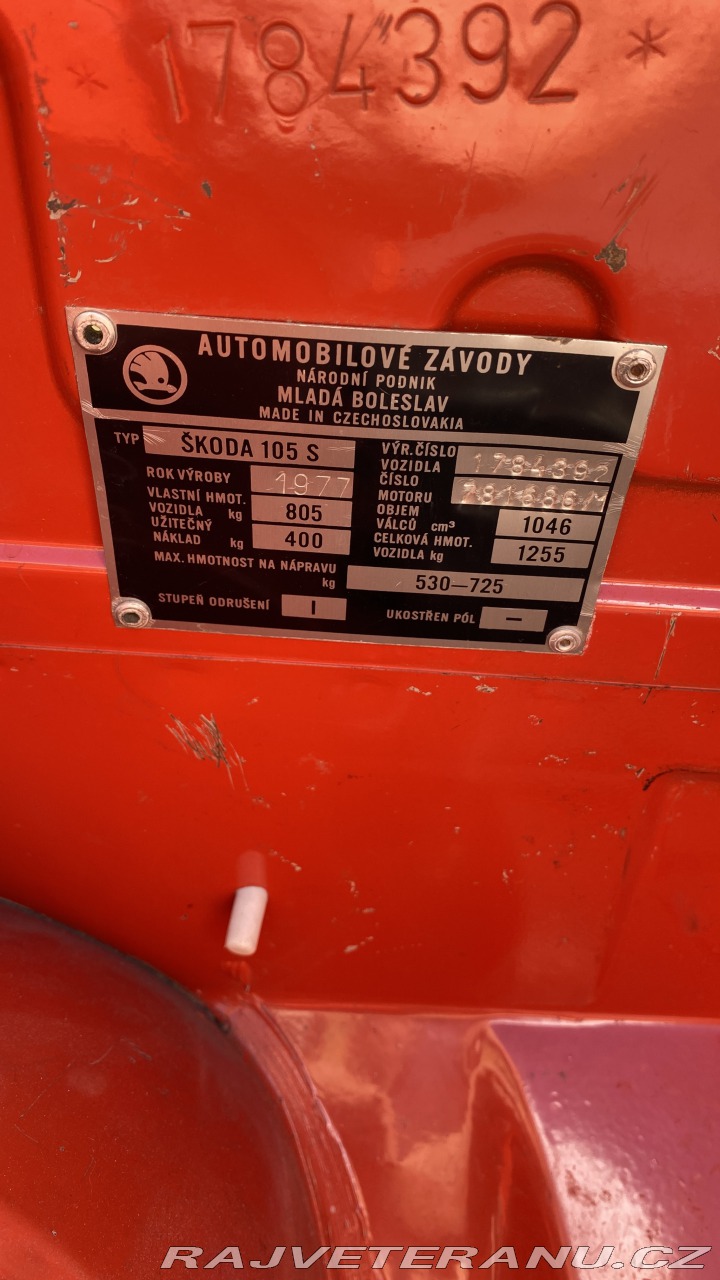 * 1784392 *
AUTOMOBILOVÉ ZÁVODY
NÁRODNÍ PODNIK
MLADÁ BOLESLAV
MADE IN CZECHOSLOVAKIA
TYP ŠKODA 105 S
ROK VÝROBY 1977
VLASTNÍ HMOT.
VOZIDLA kg 805
UŽITEČNÝ
NÁKLAD kg 400
VÝR. ČÍSLO
VOZIDLA 1784392
ČÍSLO
MOTORU
OBJEM
VÁLCŮ cm³ 1046
CELKOVÁ HMOT.
VOZIDLA kg 1255
MAX. HMOTNOST NA NÁPRAVU
kg 530—725
STUPEŇ ODRUŠENÍ I
UKOSTŘEN PÓL —
RAJVETERANU.CZ